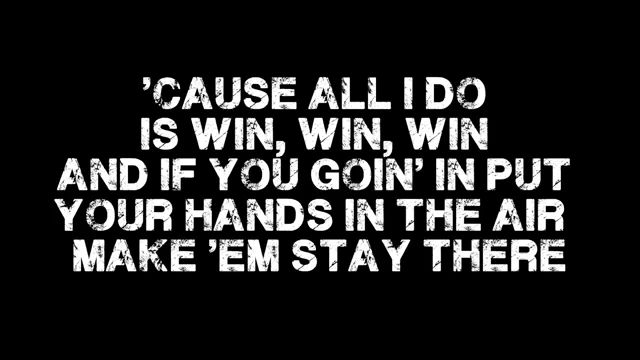 'CAUSE ALL I DO
IS WIN, WIN, WIN
AND IF YOU GOIN' IN PUT
YOUR HANDS IN THE AIR
MAKE 'EM STAY THERE